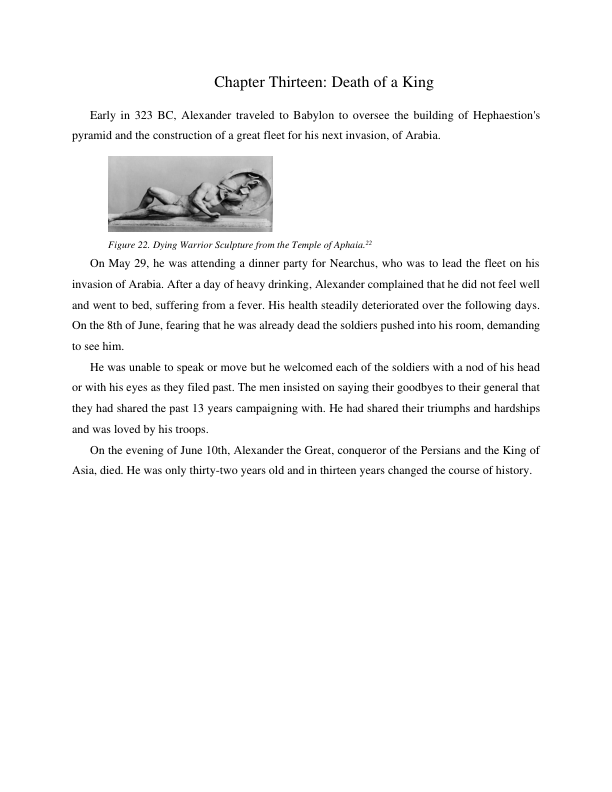 Chapter Thirteen: Death of a King
Early in 323 BC, Alexander traveled to Babylon to oversee the building of Hephaestion's
pyramid and the construction of a great fleet for his next invasion, of Arabia.
Figure 22. Dying Warrior Sculpture from the Temple of Aphaia.22
On May 29, he was attending a dinner party for Nearchus, who was to lead the fleet on his
invasion of Arabia. After a day of heavy drinking, Alexander complained that he did not feel well
and went to bed, suffering from a fever. His health steadily deteriorated over the following days.
On the 8th of June, fearing that he was already dead the soldiers pushed into his room, demanding
to see him.
He was unable to speak or move but he welcomed each of the soldiers with a nod of his head
or with his eyes as they filed past. The men insisted on saying their goodbyes to their general that
they had shared the past 13 years campaigning with. He had shared their triumphs and hardships
and was loved by his troops.
On the evening of June 10th, Alexander the Great, conqueror of the Persians and the King of
Asia, died. He was only thirty-two years old and in thirteen years changed the course of history.